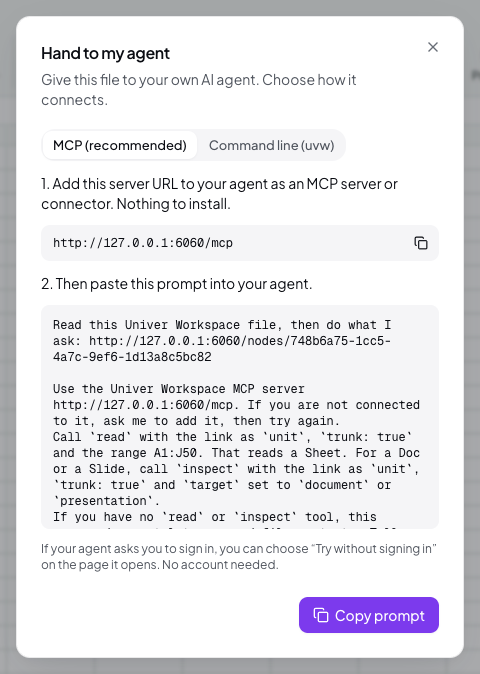 Hand to my agent
Give this file to your own AI agent. Choose how it
connects.
MCP (recommended)
Command line (uvw)
1. Add this server URL to your agent as an MCP server or
connector. Nothing to install.
http://127.0.0.1:6060/mcp
2. Then paste this prompt into your agent.
Read this Univer Workspace file, then do what I
ask: http://127.0.0.1:6060/nodes/748b6a75-1cc5-
4a7c-9ef6-1d13a8c5bc82
Use the Univer Workspace MCP server
http://127.0.0.1:6060/mcp. If you are not connected
to it, ask me to add it, then try again.
Call `read` with the link as `unit`, `trunk: true`
and the range A1:J50. That reads a Sheet. For a Doc
or a Slide, call `inspect` with the link as `unit`,
`trunk: true` and `target` set to `document` or
`presentation`.
If you have no `read` or `inspect` tool, this
If your agent asks you to sign in, you can choose “Try without signing in”
on the page it opens. No account needed.
Copy prompt